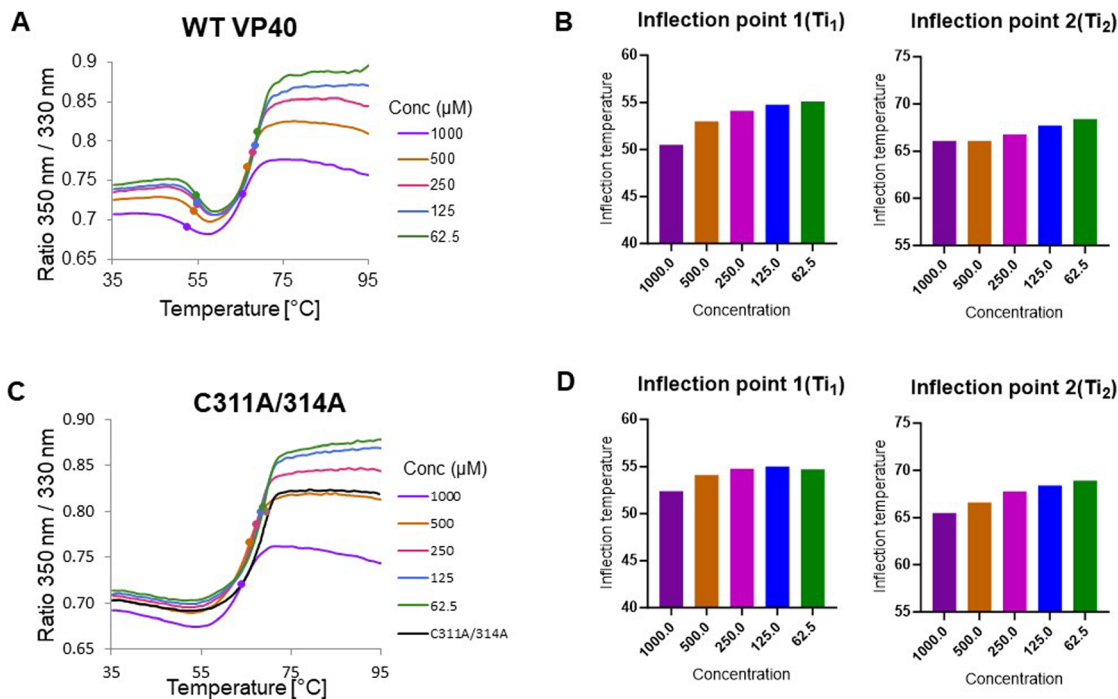 A
WT VP40
Ratio 350 nm / 330 nm
0.9
0.85
0.8
0.75
0.7
0.65
35
55
75
95
Temperature [°C]
Conc (µM)
1000
500
250
125
62.5
B
Inflection point 1(Ti₁)
Inflection temperature
60
55
50
45
40
1000.0
500.0
250.0
125.0
62.5
Concentration
Inflection point 2(Ti₂)
Inflection temperature
75
70
65
60
55
1000.0
500.0
250.0
125.0
62.5
Concentration
C
C311A/314A
Ratio 350 nm / 330 nm
0.90
0.85
0.80
0.75
0.70
0.65
35
55
75
95
Temperature [°C]
Conc (µM)
1000
500
250
125
62.5
C311A/314A
D
Inflection point 1(Ti₁)
Inflection temperature
60
55
50
45
40
1000.0
500.0
250.0
125.0
62.5
Concentration
Inflection point 2(Ti₂)
Inflection temperature
75
70
65
60
55
1000.0
500.0
250.0
125.0
62.5
Concentration